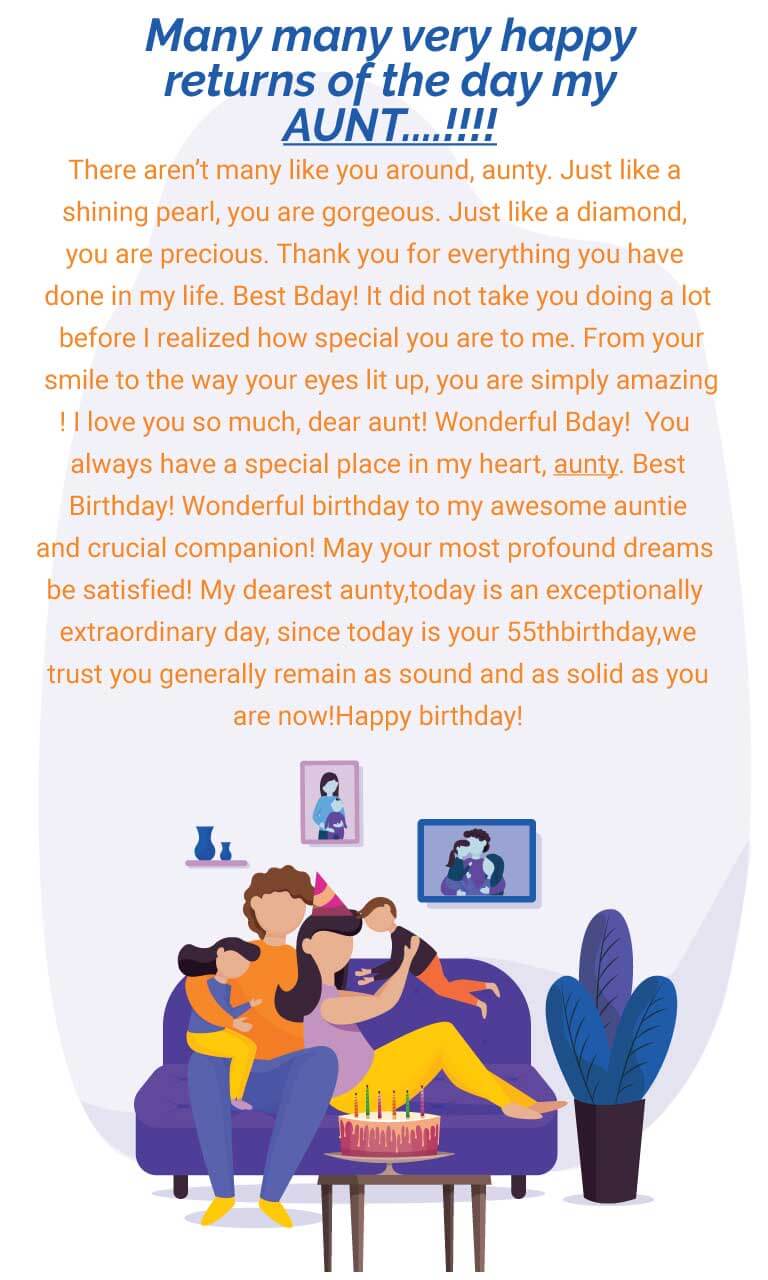 Many many very happy
returns of the day my
AUNT....!!!!
There aren’t many like you around, aunty. Just like a
shining pearl, you are gorgeous. Just like a diamond,
you are precious. Thank you for everything you have
done in my life. Best Bday! It did not take you doing a lot
before I realized how special you are to me. From your
smile to the way your eyes lit up, you are simply amazing
! I love you so much, dear aunt! Wonderful Bday!  You
always have a special place in my heart, aunty. Best
Birthday! Wonderful birthday to my awesome auntie
and crucial companion! May your most profound dreams
be satisfied! My dearest aunty,today is an exceptionally
extraordinary day, since today is your 55thbirthday,we
trust you generally remain as sound and as solid as you
are now!Happy birthday!